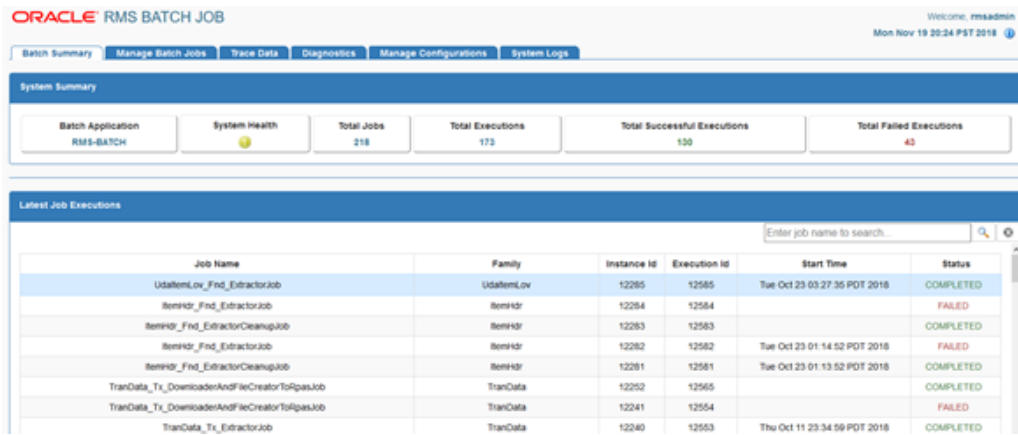 ORACLE RMS BATCH JOB
Welcome, rmsadmin
Mon Nov 19 20:24 PST 2018
Batch Summary Manage Batch Jobs Trace Data Diagnostics Manage Configurations System Logs
System Summary
Batch Application System Health Total Jobs Total Executions Total Successful Executions Total Failed Executions
RMS-BATCH 218 173 130 43
Latest Job Executions
Enter job name to search...
Job Name Family Instance Id Execution Id Start Time Status
UdaItemLov_Fnd_ExtractorJob UdaItemLov 12285 12585 Tue Oct 23 03:27:35 PDT 2018 COMPLETED
ItemHdr_Fnd_ExtractorJob ItemHdr 12284 12584 FAILED
ItemHdr_Fnd_ExtractorCleanupJob ItemHdr 12283 12583 COMPLETED
ItemHdr_Fnd_ExtractorJob ItemHdr 12282 12582 Tue Oct 23 01:14:52 PDT 2018 FAILED
ItemHdr_Fnd_ExtractorCleanupJob ItemHdr 12281 12581 Tue Oct 23 01:13:52 PDT 2018 COMPLETED
TranData_Tx_DownloaderAndFileCreatorToRpasJob TranData 12252 12565 COMPLETED
TranData_Tx_DownloaderAndFileCreatorToRpasJob TranData 12241 12554 FAILED
TranData_Tx_ExtractorJob TranData 12240 12553 Thu Oct 11 23:34:59 PDT 2018 COMPLETED